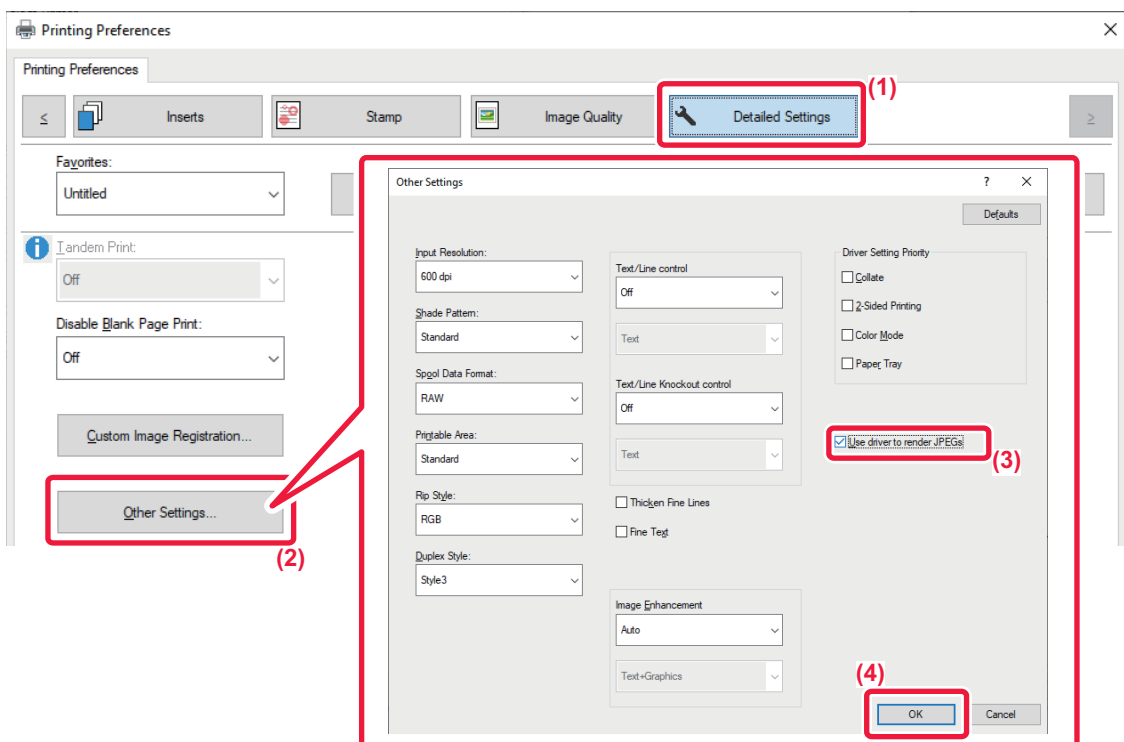 Printing Preferences
Printing Preferences
(1)
< Inserts Stamp Image Quality Detailed Settings >
Favorites:
Untitled
Tandem Print:
Off
Disable Blank Page Print:
Off
Custom Image Registration...
Other Settings...
(2)
Other Settings ?
Defaults
Input Resolution:
600 dpi
Shade Pattern:
Standard
Spool Data Format:
RAW
Printable Area:
Standard
Rip Style:
RGB
Duplex Style:
Style3
Text/Line control
Off
Text
Text/Line Knockout control
Off
Text
Thicken Fine Lines
Fine Text
Image Enhancement
Auto
Text+Graphics
Driver Setting Priority
Collate
2-Sided Printing
Color Mode
Paper Tray
Use driver to render JPEGs
(3)
(4)
OK Cancel